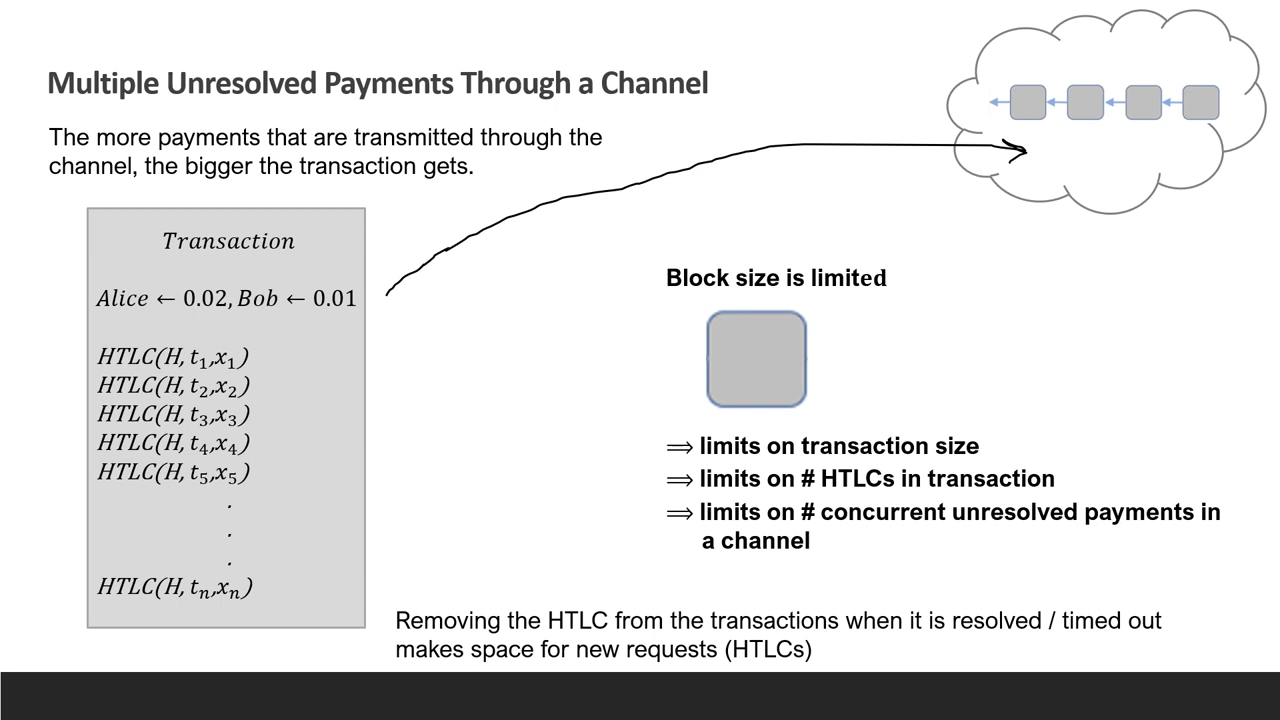 Multiple Unresolved Payments Through a Channel
The more payments that are transmitted through the
channel, the bigger the transaction gets.
Transaction
Alice ← 0.02, Bob ← 0.01
HTLC(H, t₁,x₁)
HTLC(H, t₂,x₂)
HTLC(H, t₃,x₃)
HTLC(H, t₄,x₄)
HTLC(H, t₅,x₅)
.
.
.
HTLC(H, tₙ,xₙ)
Block size is limited
⟹ limits on transaction size
⟹ limits on # HTLCs in transaction
⟹ limits on # concurrent unresolved payments in
a channel
Removing the HTLC from the transactions when it is resolved / timed out
makes space for new requests (HTLCs)